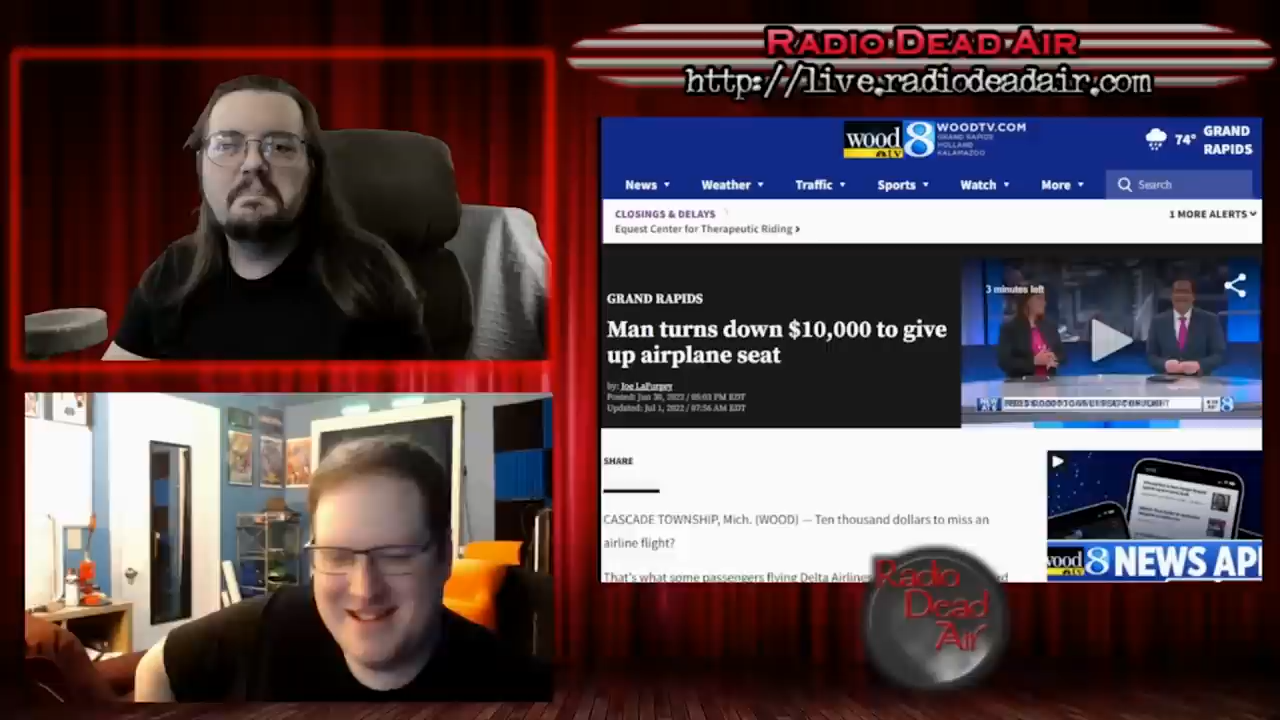 Radio Dead Air
http://live.radiodeadair.com
wood
tv
8
WOODTV.COM
GRAND RAPIDS
HOLLAND
KALAMAZOO
74°
GRAND
RAPIDS
News
Weather
Traffic
Sports
Watch
More
Search
CLOSINGS & DELAYS
1 MORE ALERTS
Equest Center for Therapeutic Riding >
3 minutes left
GRAND RAPIDS
Man turns down $10,000 to give
up airplane seat
by: Joe LaFurgey
Posted: Jun 30, 2022 / 05:03 PM EDT
Updated: Jul 1, 2022 / 07:56 AM EDT
8
SHARE
CASCADE TOWNSHIP, Mich. (WOOD) — Ten thousand dollars to miss an
airline flight?
That's what some passengers flying Delta Airlines
wood 8 NEWS AP
Radio
Dead
Air